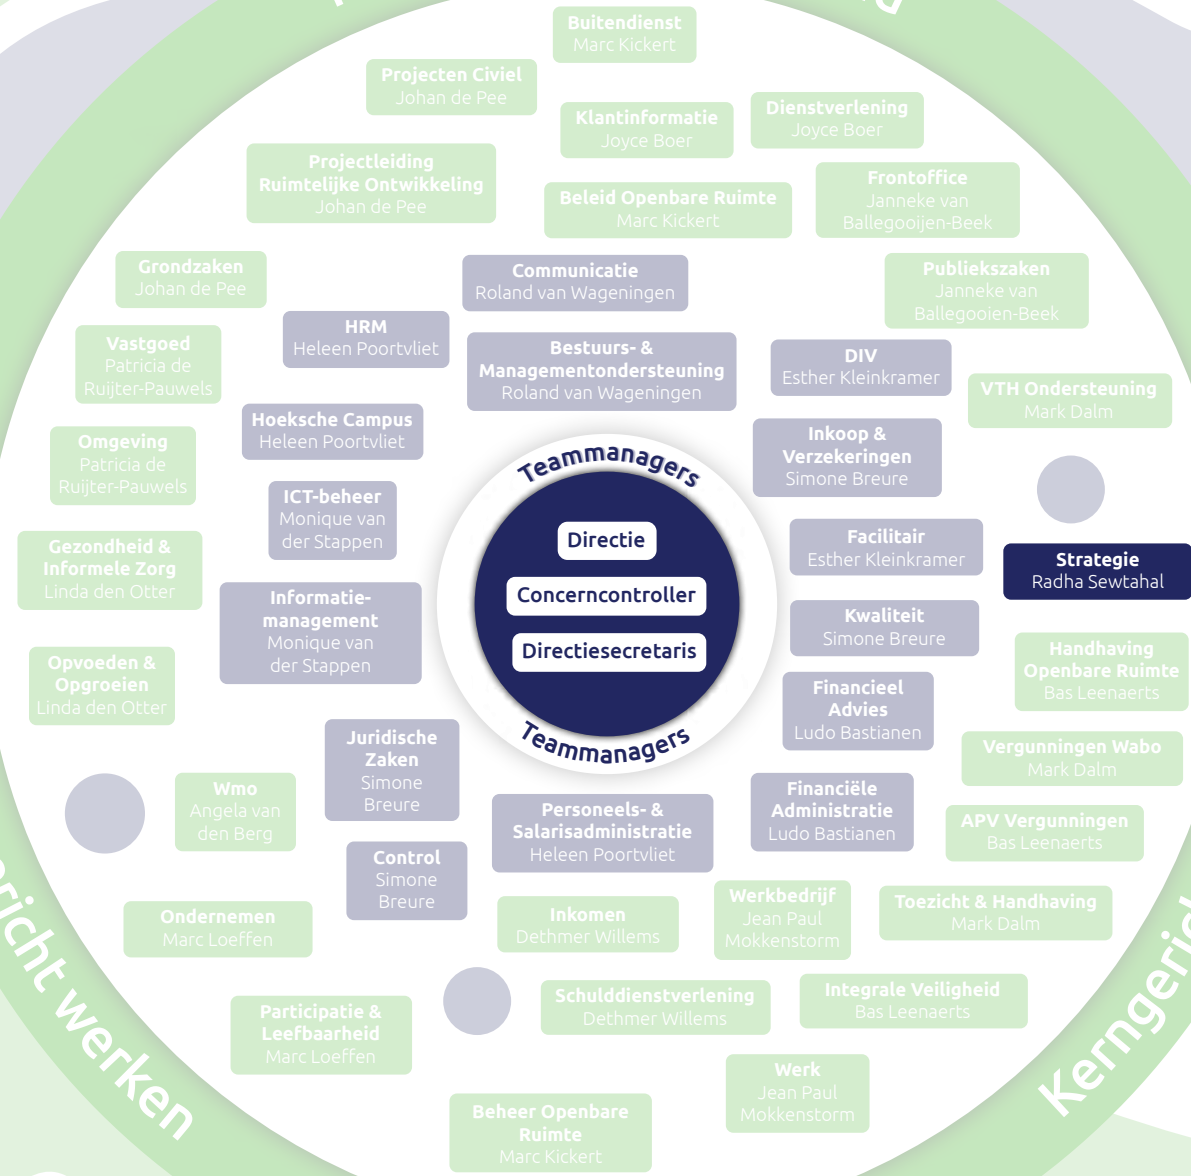 Buitendienst
Marc Kickert
Projecten Civiel
Johan de Pee
Klantinformatie
Joyce Boer
Dienstverlening
Joyce Boer
Projectleiding
Ruimtelijke Ontwikkeling
Johan de Pee
Beleid Openbare Ruimte
Marc Kickert
Frontoffice
Janneke van
Ballegooijen-Beek
Grondzaken
Johan de Pee
Communicatie
Roland van Wageningen
Publiekszaken
Janneke van
Ballegooien-Beek
HRM
Heleen Poortvliet
Vastgoed
Patricia de
Ruijter-Pauwels
Bestuurs- &
Managementondersteuning
Roland van Wageningen
DIV
Esther Kleinkramer
VTH Ondersteuning
Mark Dalm
Hoeksche Campus
Heleen Poortvliet
Inkoop &
Verzekeringen
Simone Breure
Omgeving
Patricia de
Ruijter-Pauwels
Teammanagers
ICT-beheer
Monique van
der Stappen
Directie
Concerncontroller
Directiesecretaris
Teammanagers
Facilitair
Esther Kleinkramer
Gezondheid &
Informele Zorg
Linda den Otter
Strategie
Radha Sewtahal
Informatie-
management
Monique van
der Stappen
Kwaliteit
Simone Breure
Handhaving
Openbare Ruimte
Bas Leenaerts
Opvoeden &
Opgroeien
Linda den Otter
Financieel
Advies
Ludo Bastianen
Juridische
Zaken
Simone
Breure
Vergunningen Wabo
Mark Dalm
Wmo
Angela van
den Berg
Financiële
Administratie
Ludo Bastianen
Personeels- &
Salarisadministratie
Heleen Poortvliet
APV Vergunningen
Bas Leenaerts
Control
Simone
Breure
Werkbedrijf
Jean Paul
Mokkenstorm
Toezicht & Handhaving
Mark Dalm
Inkomen
Dethmer Willems
Ondernemen
Marc Loeffen
Integrale Veiligheid
Bas Leenaerts
Schulddienstverlening
Dethmer Willems
Participatie &
Leefbaarheid
Marc Loeffen
Werk
Jean Paul
Mokkenstorm
Beheer Openbare
Ruimte
Marc Kickert
richt werken
Kerngeric